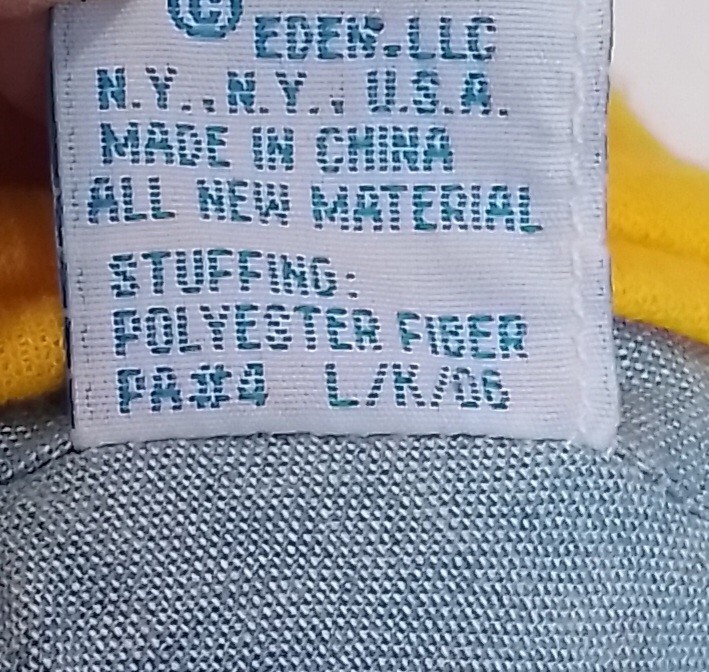 © EDEN.LLC
N.Y., N.Y., U.S.A.
MADE IN CHINA
ALL NEW MATERIAL
STUFFING:
POLYESTER FIBER
PA#4 L/K/06